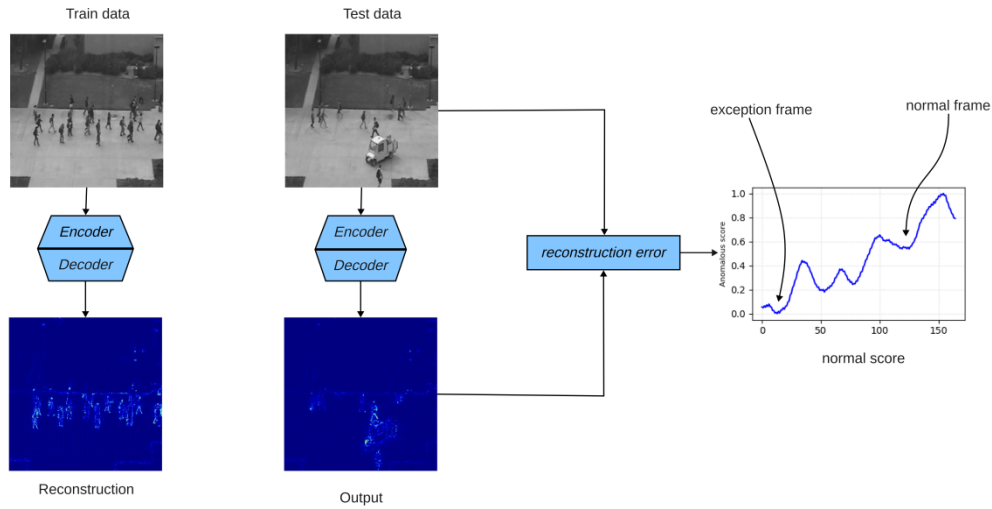 Train data
Test data
exception frame
normal frame
Encoder
Decoder
Encoder
Decoder
reconstruction error
Anomalous score
1.0
0.8
0.6
0.4
0.2
0.0
0
50
100
150
normal score
Reconstruction
Output